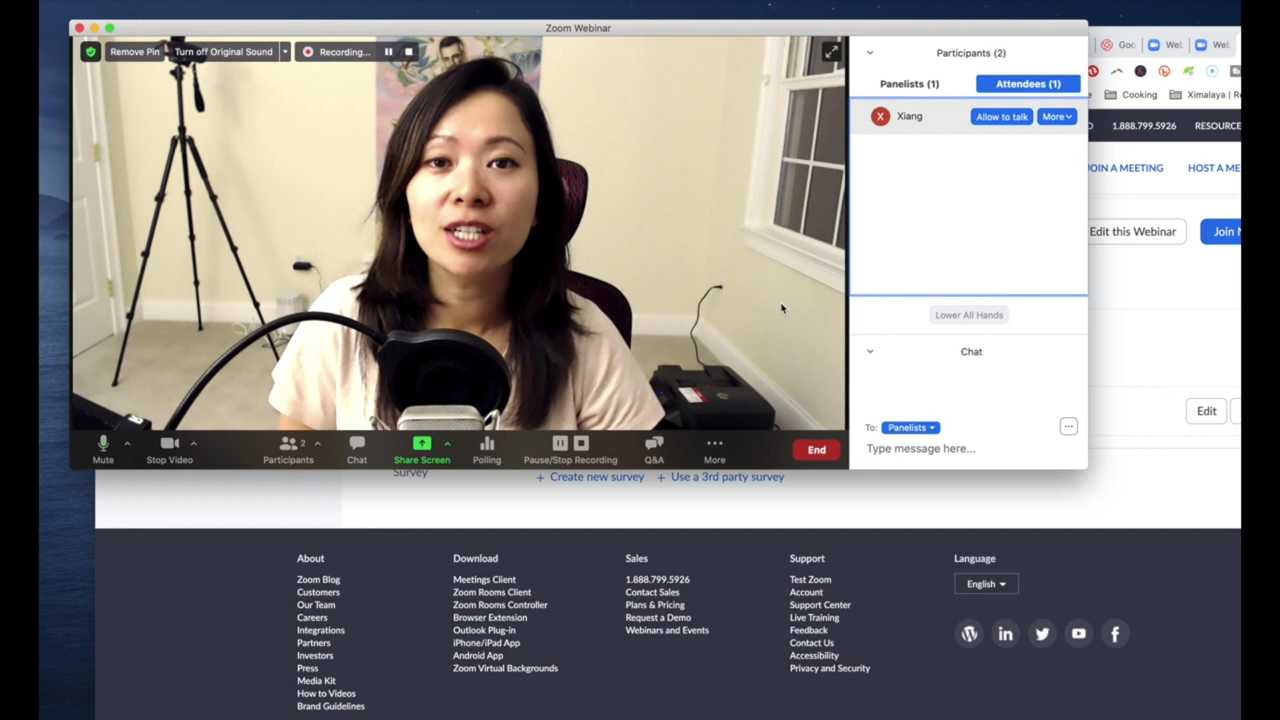 Zoom Webinar
Remove Pin
Turn off Original Sound
Recording...
Participants (2)
Panelists (1)
Attendees (1)
X
Xiang
Allow to talk
More
Lower All Hands
Chat
To: Panelists
Type message here...
Mute
Stop Video
2
Participants
Chat
Share Screen
Polling
Pause/Stop Recording
Q&A
More
End
Goc
We
Wel
Cooking
Ximalaya | Re
1.888.799.5926
RESOURCE
JOIN A MEETING
HOST A ME
Edit this Webinar
Join
Edit
Survey
+ Create new survey
+ Use a 3rd party survey
About
Zoom Blog
Customers
Our Team
Careers
Integrations
Partners
Investors
Press
Media Kit
How to Videos
Brand Guidelines
Download
Meetings Client
Zoom Rooms Client
Zoom Rooms Controller
Browser Extension
Outlook Plug-in
iPhone/iPad App
Android App
Zoom Virtual Backgrounds
Sales
1.888.799.5926
Contact Sales
Plans & Pricing
Request a Demo
Webinars and Events
Support
Test Zoom
Account
Support Center
Live Training
Feedback
Contact Us
Accessibility
Privacy and Security
Language
English